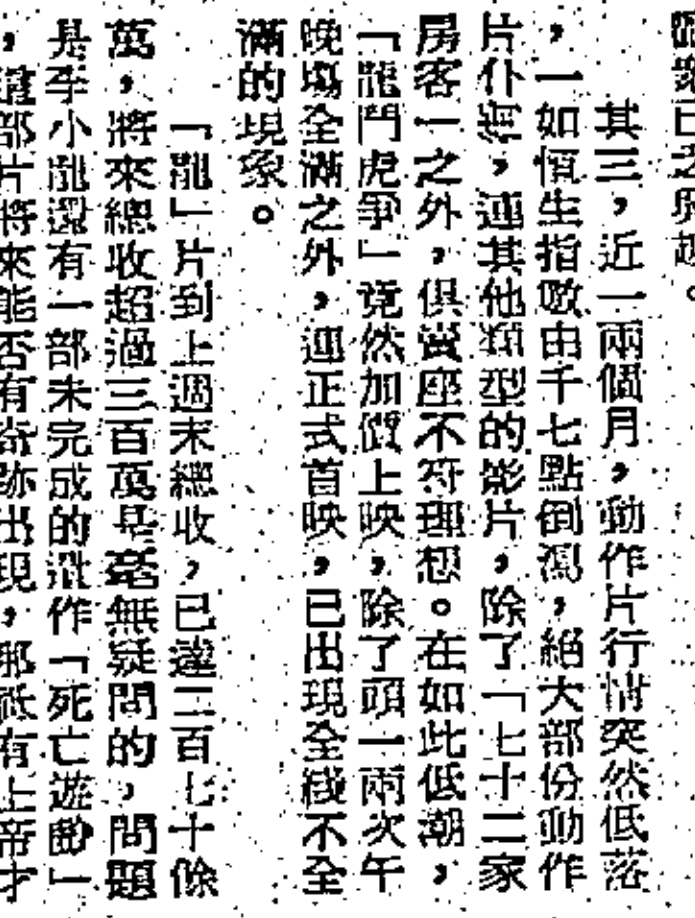 已之與趣。
其三，近一兩個月，動作片行情突然低落
，一如恒生指數由千七點倒瀉，絕大部份動作
片仆街，連其他類型的影片，除了「七十二家
房客一之外，俱賣座不符理想。在如此低潮，
「龍門虎爭」竟然加價上映，除了頭一兩次午
晚場全滿之外，連正式首映，已出現全綫不全
滿的現象。
「龍」片到上週末總收，已達二百七十餘
萬，將來總收超過三百萬是毫無疑問的，問題
是李小龍還有一部未完成的遺作「死亡遊戲」
，這部片將來能否有奇跡出現，那祇有上帝才